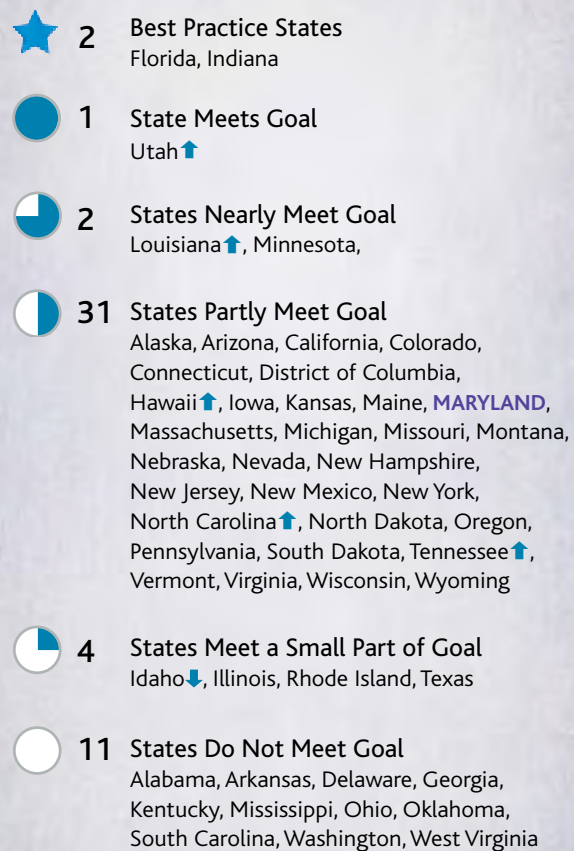 2 Best Practice States
Florida, Indiana
1 State Meets Goal
Utah⬆
2 States Nearly Meet Goal
Louisiana⬆, Minnesota,
31 States Partly Meet Goal
Alaska, Arizona, California, Colorado,
Connecticut, District of Columbia,
Hawaii⬆, Iowa, Kansas, Maine, MARYLAND,
Massachusetts, Michigan, Missouri, Montana,
Nebraska, Nevada, New Hampshire,
New Jersey, New Mexico, New York,
North Carolina⬆, North Dakota, Oregon,
Pennsylvania, South Dakota, Tennessee⬆,
Vermont, Virginia, Wisconsin, Wyoming
4 States Meet a Small Part of Goal
Idaho⬇, Illinois, Rhode Island, Texas
11 States Do Not Meet Goal
Alabama, Arkansas, Delaware, Georgia,
Kentucky, Mississippi, Ohio, Oklahoma,
South Carolina, Washington, West Virginia